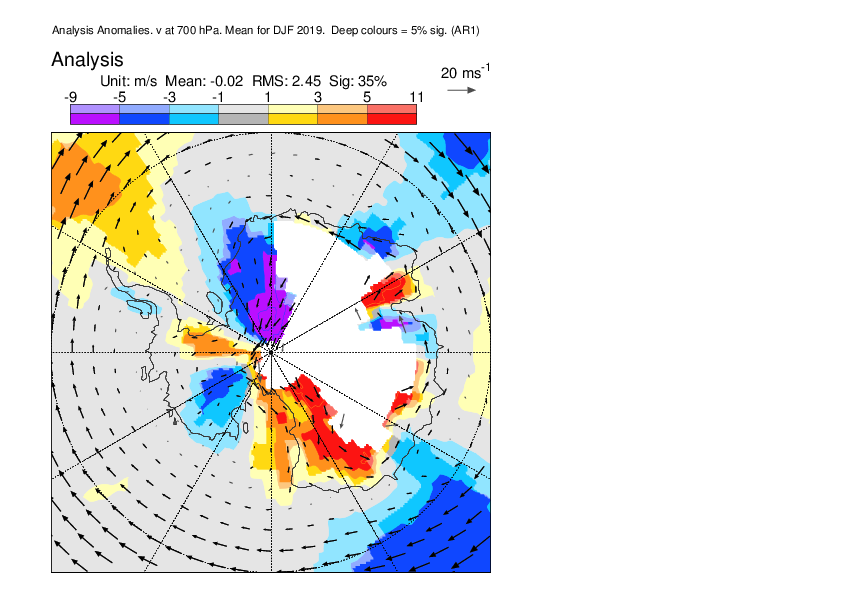 Analysis Anomalies. v at 700 hPa. Mean for DJF 2019. Deep colours = 5% sig. (AR1)
Analysis
20 ms-1
Unit: m/s Mean: -0.02 RMS: 2.45 Sig: 35%
-9 -5 -3 -1 1 3 5 11